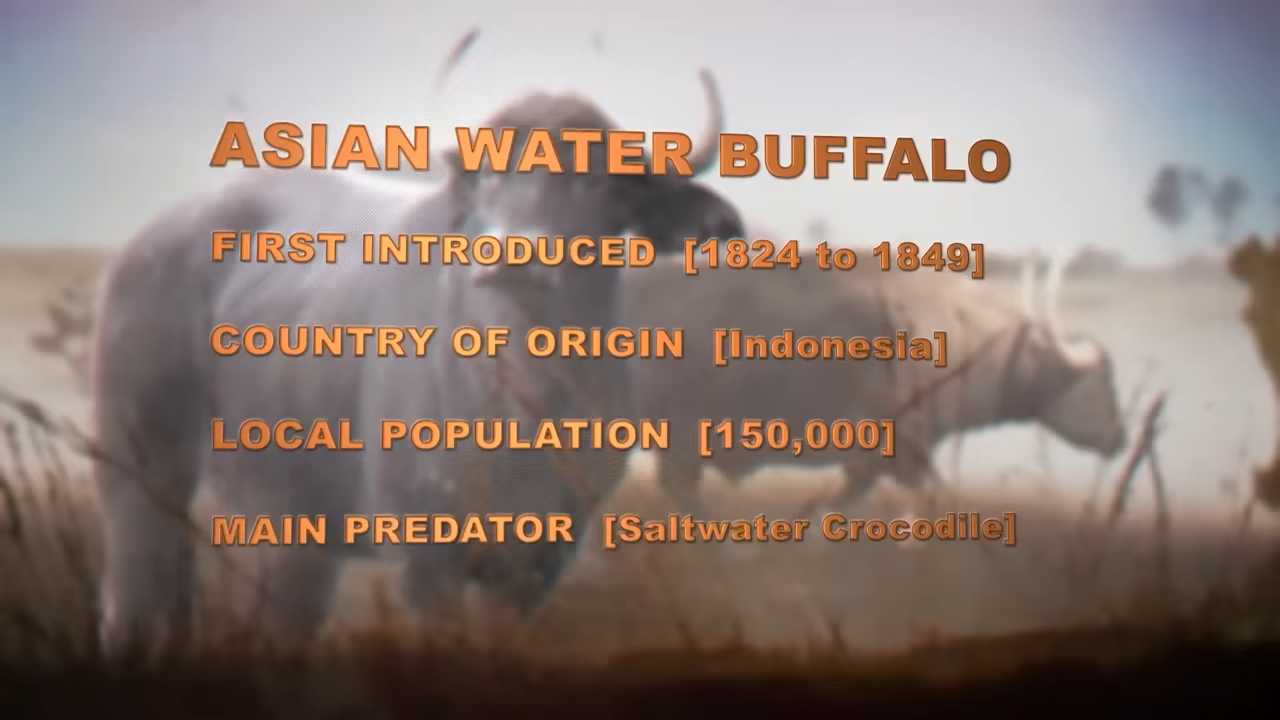 ASIAN WATER BUFFALO
FIRST INTRODUCED [1824 to 1849]
COUNTRY OF ORIGIN [Indonesia]
LOCAL POPULATION [150,000]
MAIN PREDATOR [Saltwater Crocodile]